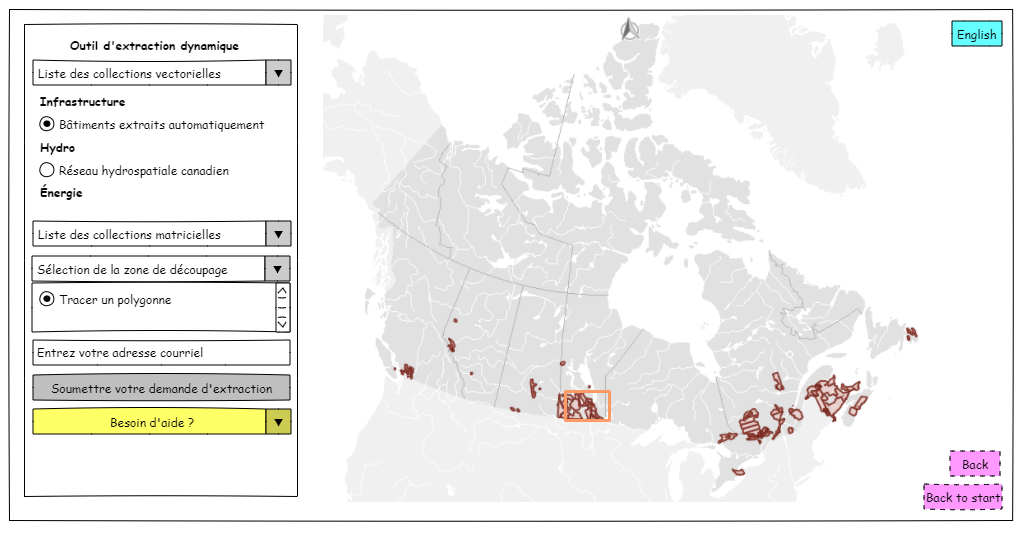 Outil d'extraction dynamique
Liste des collections vectorielles
Infrastructure
Bâtiments extraits automatiquement
Hydro
Réseau hydrospatiale canadien
Énergie
Liste des collections matricielles
Sélection de la zone de découpage
Tracer un polygonne
Entrez votre adresse courriel
Soumettre votre demande d'extraction
Besoin d'aide ?
English
Back
Back to start